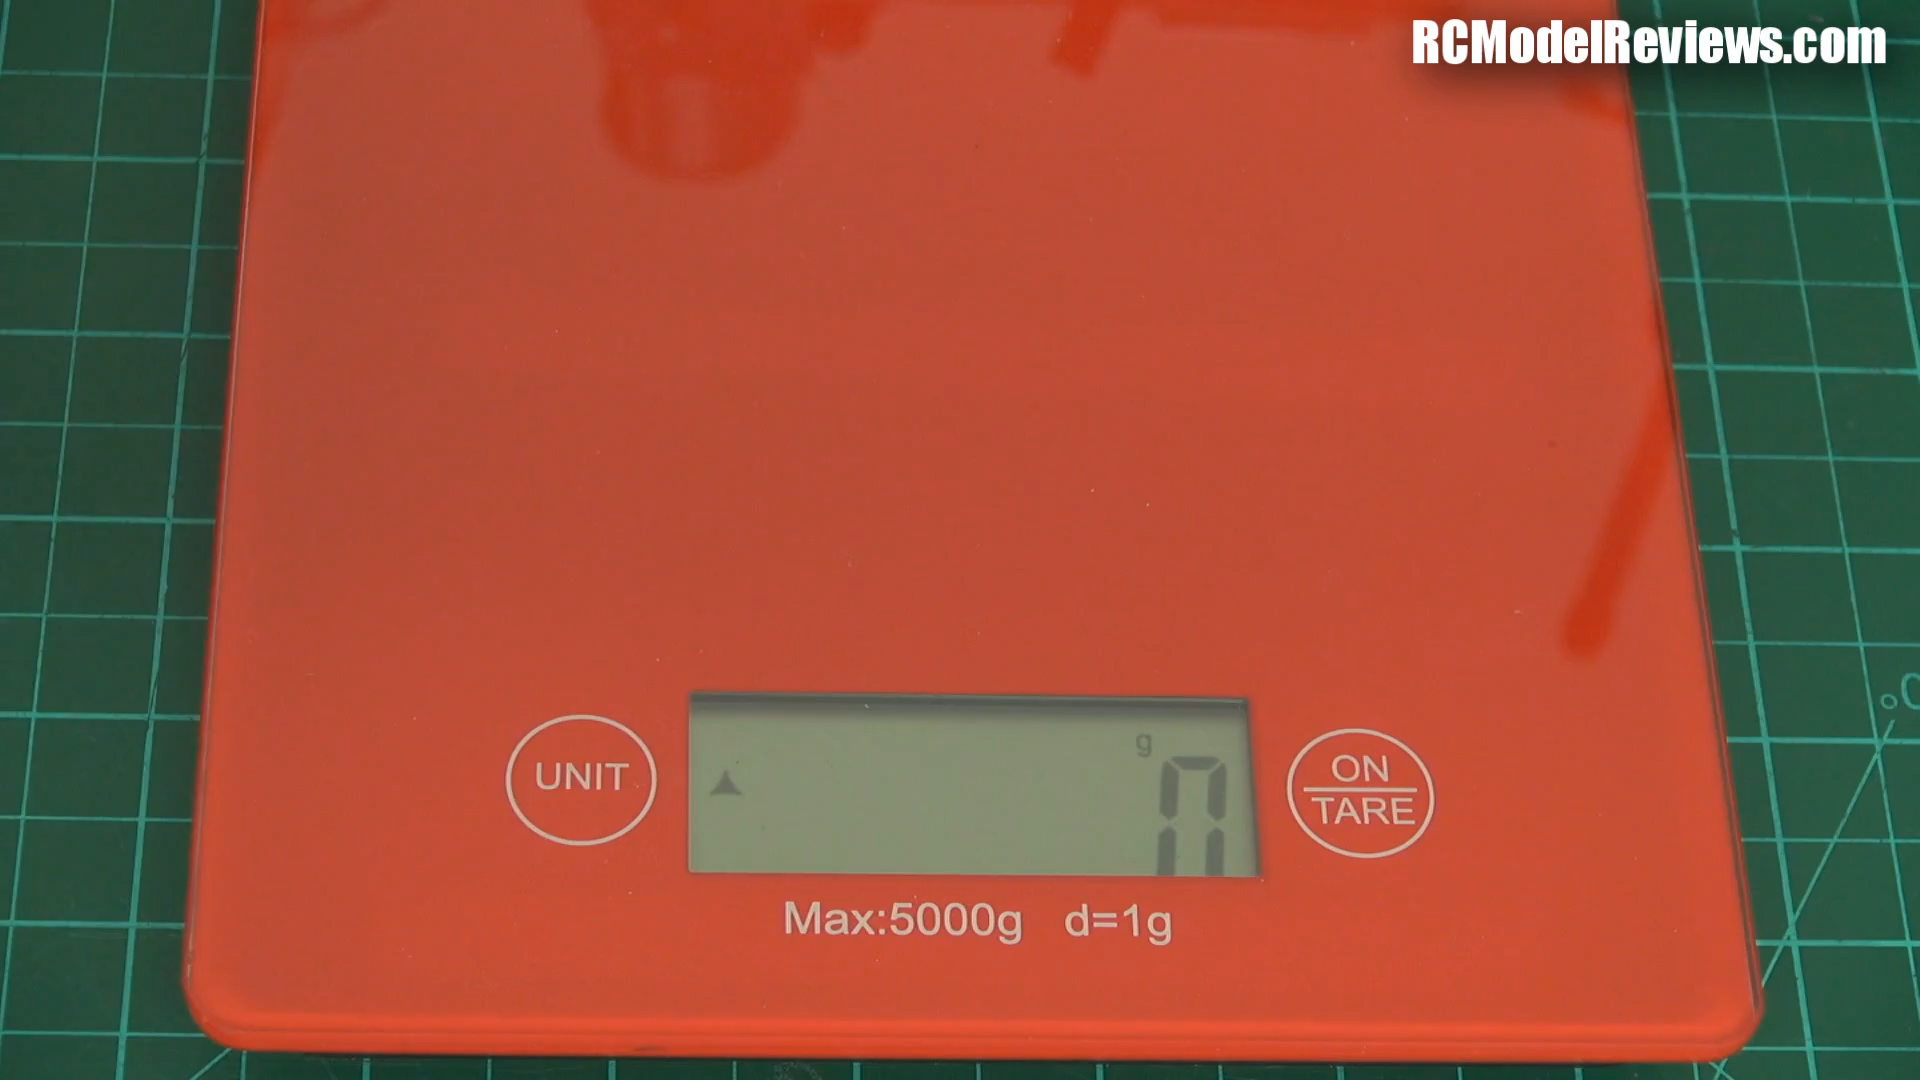 RCModelReviews.com
UNIT
g
0
ON
TARE
Max:5000g d=1g